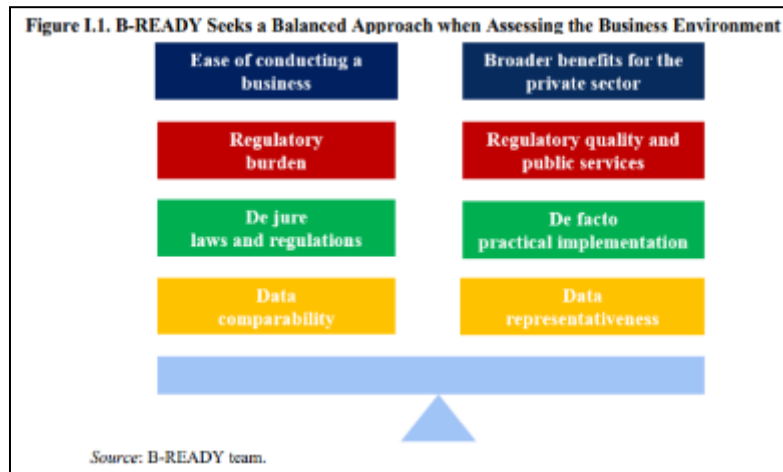 Figure I.1. B-READY Seeks a Balanced Approach when Assessing the Business Environment
Ease of conducting a
business
Broader benefits for the
private sector
Regulatory
burden
Regulatory quality and
public services
De jure
laws and regulations
De facto
practical implementation
Data
comparability
Data
representativeness
Source: B-READY team.